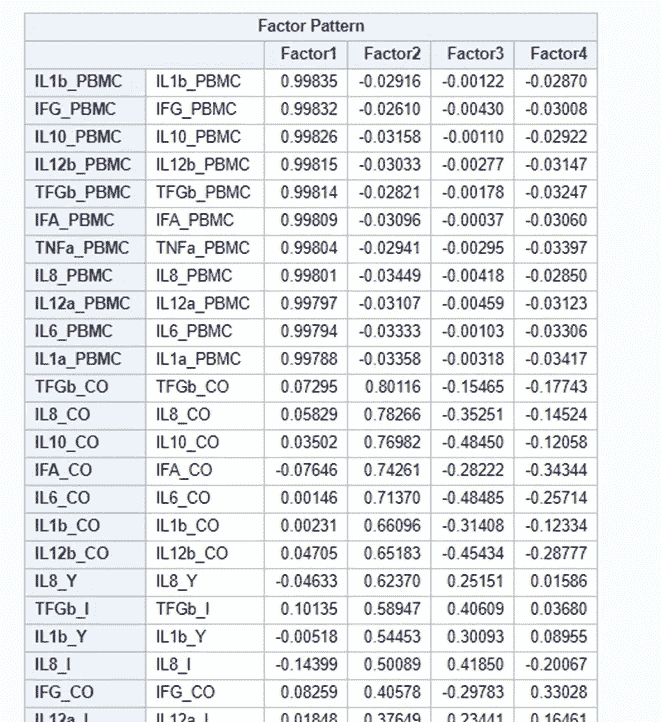 Factor Pattern
Factor1 Factor2 Factor3 Factor4
IL1b_PBMC IL1b_PBMC 0.99835 -0.02916 -0.00122 -0.02870
IFG_PBMC IFG_PBMC 0.99832 -0.02610 -0.00430 -0.03008
IL10_PBMC IL10_PBMC 0.99826 -0.03158 -0.00110 -0.02922
IL12b_PBMC IL12b_PBMC 0.99815 -0.03033 -0.00277 -0.03147
TFGb_PBMC TFGb_PBMC 0.99814 -0.02821 -0.00178 -0.03247
IFA_PBMC IFA_PBMC 0.99809 -0.03096 -0.00037 -0.03060
TNFa_PBMC TNFa_PBMC 0.99804 -0.02941 -0.00295 -0.03397
IL8_PBMC IL8_PBMC 0.99801 -0.03449 -0.00418 -0.02850
IL12a_PBMC IL12a_PBMC 0.99797 -0.03107 -0.00459 -0.03123
IL6_PBMC IL6_PBMC 0.99794 -0.03333 -0.00103 -0.03306
IL1a_PBMC IL1a_PBMC 0.99788 -0.03358 -0.00318 -0.03417
TFGb_CO TFGb_CO 0.07295 0.80116 -0.15465 -0.17743
IL8_CO IL8_CO 0.05829 0.78266 -0.35251 -0.14524
IL10_CO IL10_CO 0.03502 0.76982 -0.48450 -0.12058
IFA_CO IFA_CO -0.07646 0.74261 -0.28222 -0.34344
IL6_CO IL6_CO 0.00146 0.71370 -0.48485 -0.25714
IL1b_CO IL1b_CO 0.00231 0.66096 -0.31408 -0.12334
IL12b_CO IL12b_CO 0.04705 0.65183 -0.45434 -0.28777
IL8_Y IL8_Y -0.04633 0.62370 0.25151 0.01586
TFGb_I TFGb_I 0.10135 0.58947 0.40609 0.03680
IL1b_Y IL1b_Y -0.00518 0.54453 0.30093 0.08955
IL8_I IL8_I -0.14399 0.50089 0.41850 -0.20067
IFG_CO IFG_CO 0.08259 0.40578 -0.29783 0.33028
IL12a_I IL12a_I 0.01848 0.37649 0.23441 0.16461